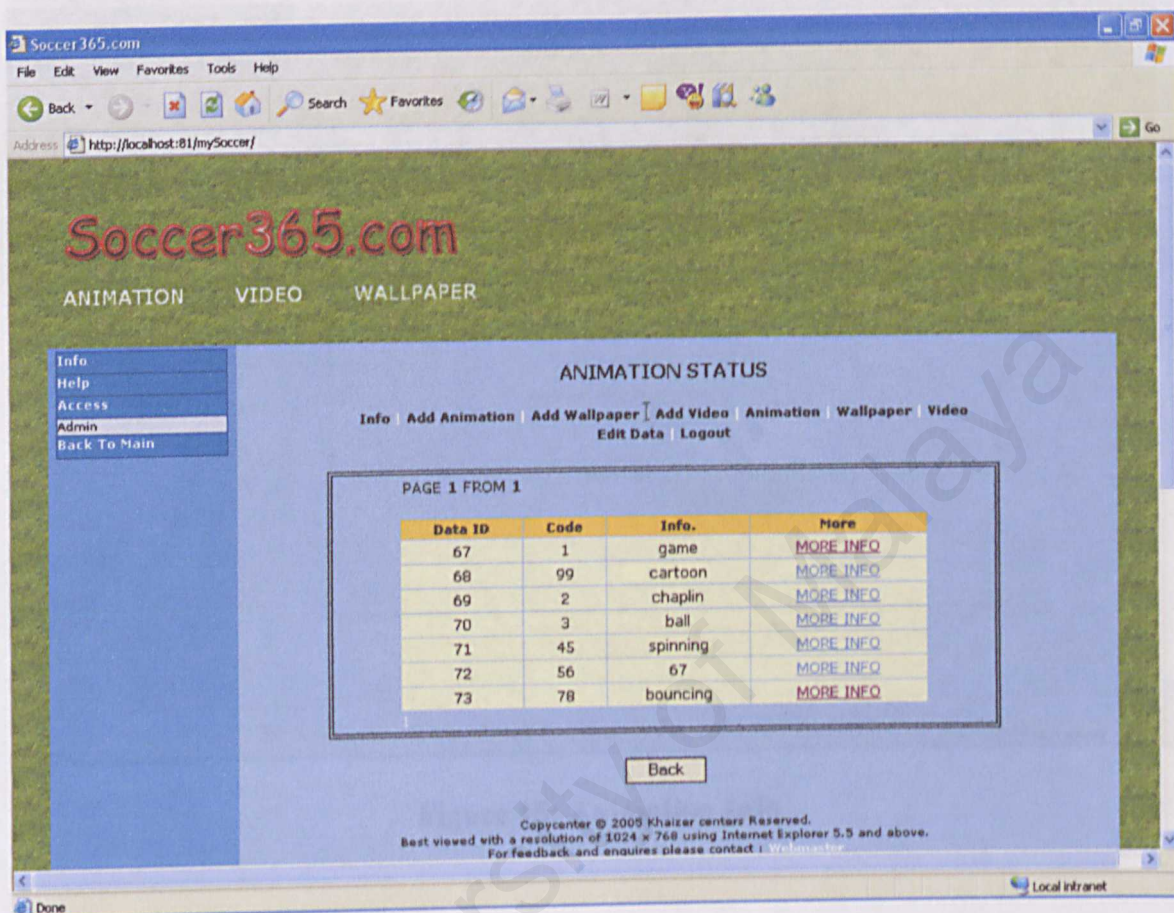 Soccer365.com
File Edit View Favorites Tools Help
Back Search Favorites
Address http://localhost:81/mySoccer/ Go
Soccer365.com
ANIMATION VIDEO WALLPAPER
Info
Help
Access
Admin
Back To Main
ANIMATION STATUS
Info | Add Animation | Add Wallpaper | Add Video | Animation | Wallpaper | Video
Edit Data | Logout
PAGE 1 FROM 1
Data ID Code Info. More
67 1 game MORE INFO
68 99 cartoon MORE INFO
69 2 chaplin MORE INFO
70 3 ball MORE INFO
71 45 spinning MORE INFO
72 56 67 MORE INFO
73 78 bouncing MORE INFO
1
Back
Copycenter © 2005 Khaizer centers Reserved.
Best viewed with a resolution of 1024 x 768 using Internet Explorer 5.5 and above.
For feedback and enquires please contact : Webmaster
Local intranet
Done
of Malaya